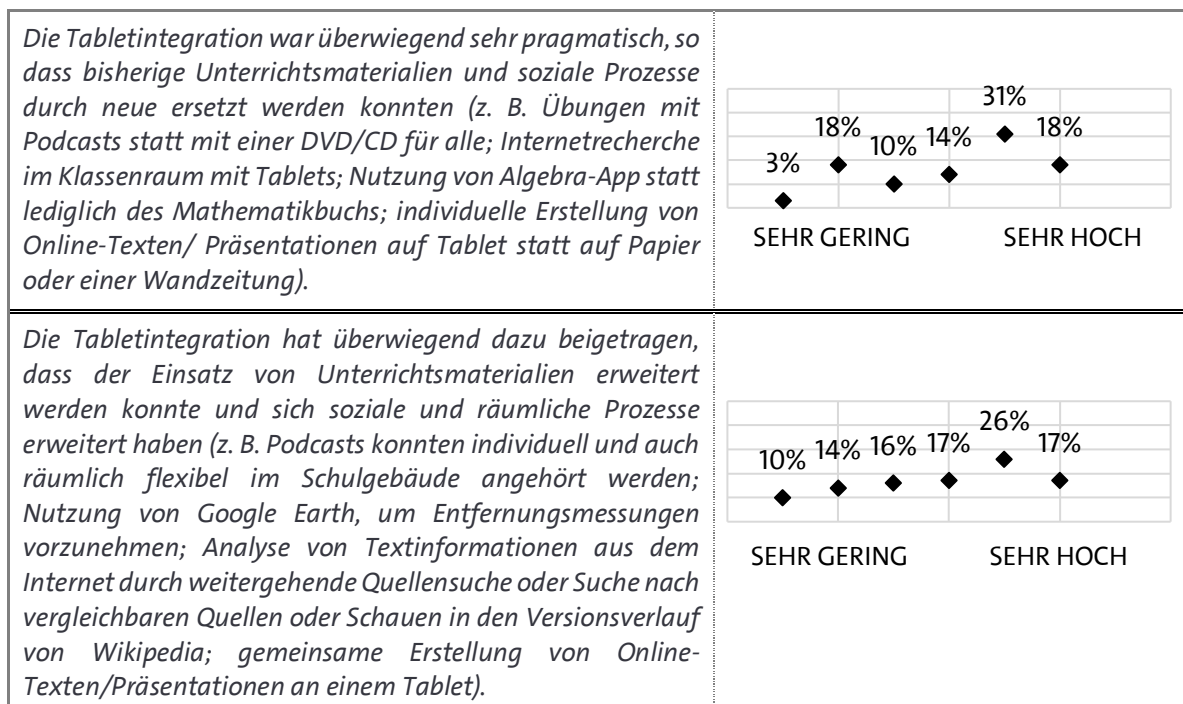 Die Tabletintegration war überwiegend sehr pragmatisch, so
dass bisherige Unterrichtsmaterialien und soziale Prozesse
durch neue ersetzt werden konnten (z. B. Übungen mit
Podcasts statt mit einer DVD/CD für alle; Internetrecherche
im Klassenraum mit Tablets; Nutzung von Algebra-App statt
lediglich des Mathematikbuchs; individuelle Erstellung von
Online-Texten/ Präsentationen auf Tablet statt auf Papier
oder einer Wandzeitung).
3% 18% 10% 14% 31% 18%
SEHR GERING SEHR HOCH
Die Tabletintegration hat überwiegend dazu beigetragen,
dass der Einsatz von Unterrichtsmaterialien erweitert
werden konnte und sich soziale und räumliche Prozesse
erweitert haben (z. B. Podcasts konnten individuell und auch
räumlich flexibel im Schulgebäude angehört werden;
Nutzung von Google Earth, um Entfernungsmessungen
vorzunehmen; Analyse von Textinformationen aus dem
Internet durch weitergehende Quellensuche oder Suche nach
vergleichbaren Quellen oder Schauen in den Versionsverlauf
von Wikipedia; gemeinsame Erstellung von Online-
Texten/Präsentationen an einem Tablet).
10% 14% 16% 17% 26% 17%
SEHR GERING SEHR HOCH